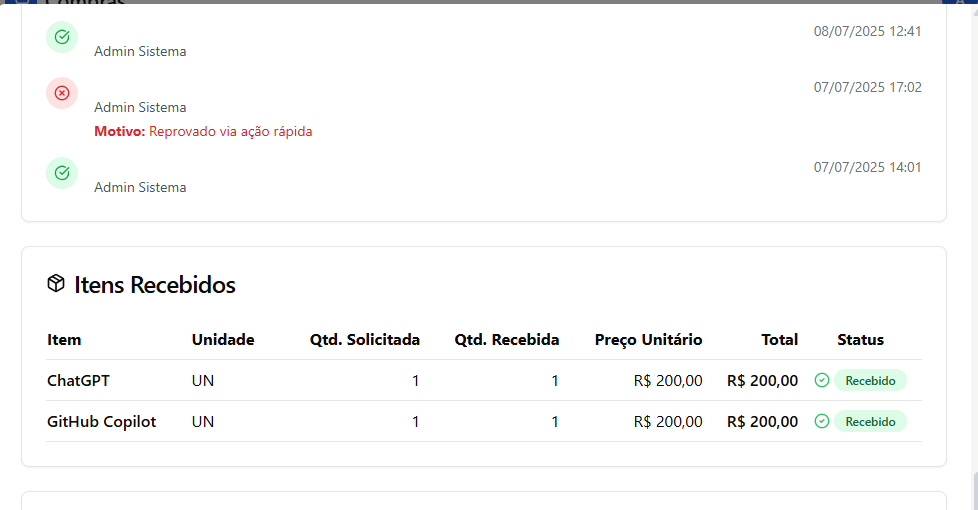 08/07/2025 12:41
Admin Sistema
07/07/2025 17:02
Admin Sistema
Motivo: Reprovado via ação rápida
07/07/2025 14:01
Admin Sistema
Itens Recebidos
Item Unidade Qtd. Solicitada Qtd. Recebida Preço Unitário Total Status
ChatGPT UN 1 1 R$ 200,00 R$ 200,00 Recebido
GitHub Copilot UN 1 1 R$ 200,00 R$ 200,00 Recebido